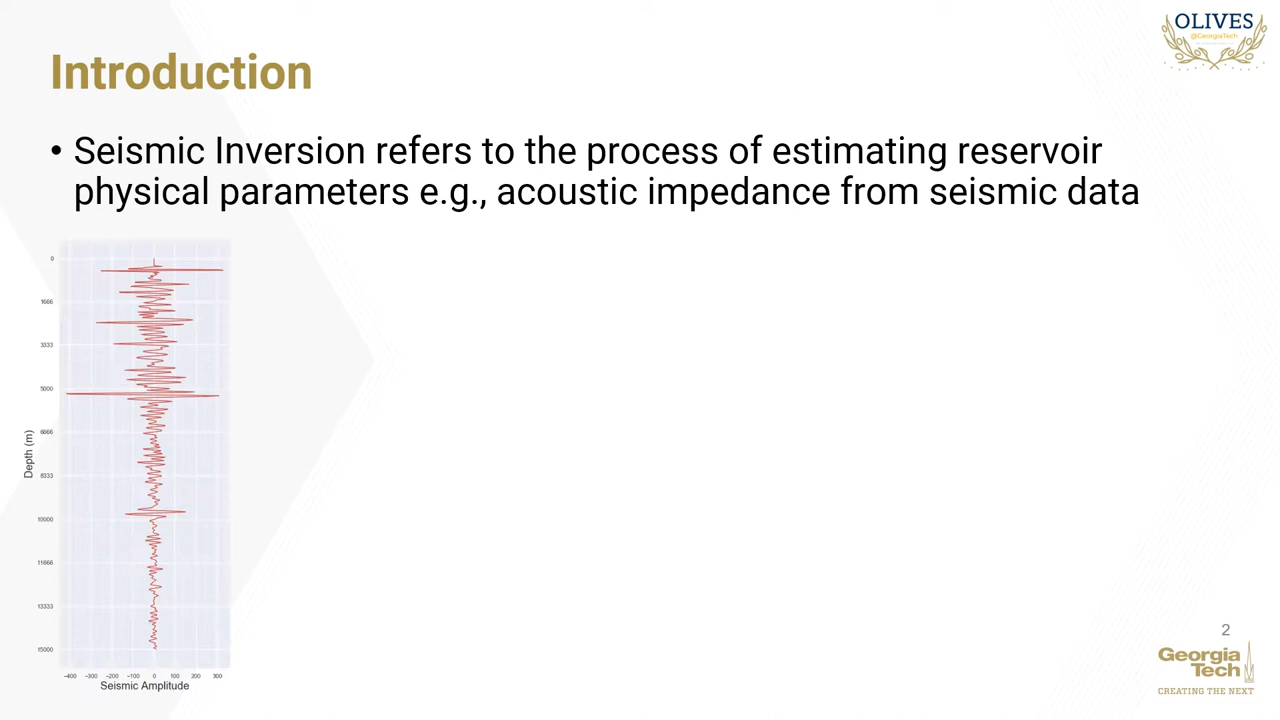 OLIVES
@GeorgiaTech
Introduction
• Seismic Inversion refers to the process of estimating reservoir
physical parameters e.g., acoustic impedance from seismic data
0
1666
3333
5000
6666
8333
10000
11666
13333
15000
Depth (m)
−400 −300 −200 −100 0 100 200 300
Seismic Amplitude
2
Georgia
Tech
CREATING THE NEXT